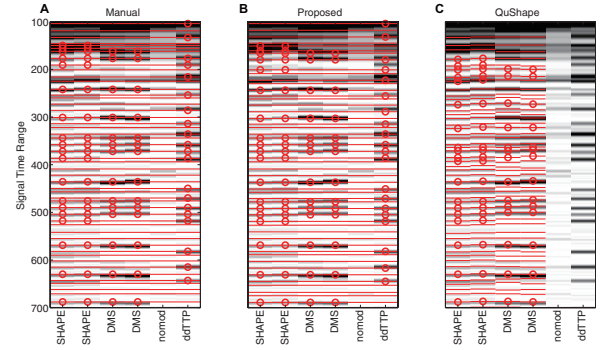 A Manual
B Proposed
C QuShape
Signal Time Range
100
200
300
400
500
600
700
SHAPE
SHAPE
DMS
DMS
nomod
ddTTP
SHAPE
SHAPE
DMS
DMS
nomod
ddTTP
SHAPE
SHAPE
DMS
DMS
nomod
ddTTP